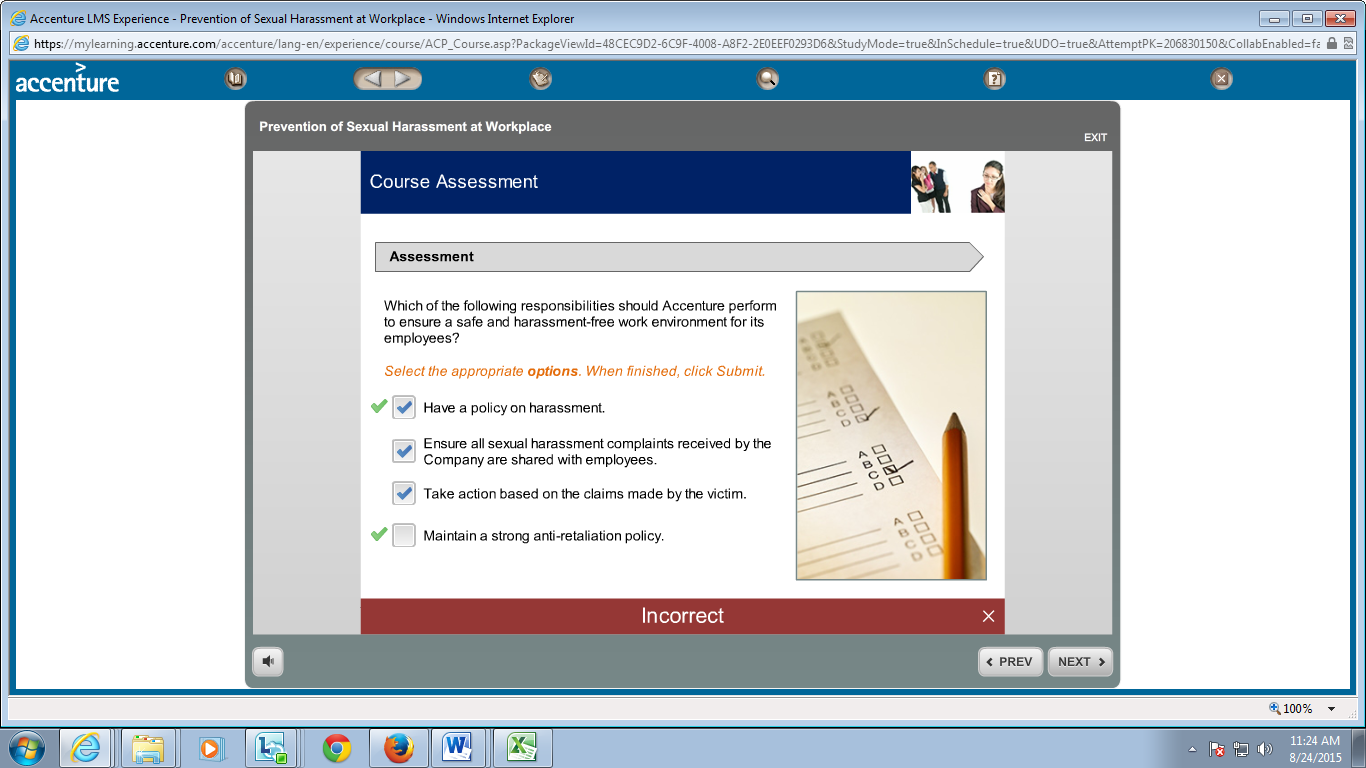 Accenture LMS Experience - Prevention of Sexual Harassment at Workplace - Windows Internet Explorer
https://mylearning.accenture.com/accenture/lang-en/experience/course/ACP_Course.asp?PackageViewId=48CEC9D2-6C9F-4008-A8F2-2E0EEF0293D6&StudyMode=true&InSchedule=true&UDO=true&AttemptPK=206830150&CollabEnabled=fa
>
accenture
Prevention of Sexual Harassment at Workplace
EXIT
Course Assessment
Assessment
Which of the following responsibilities should Accenture perform
to ensure a safe and harassment-free work environment for its
employees?
Select the appropriate options. When finished, click Submit.
Have a policy on harassment.
Ensure all sexual harassment complaints received by the
Company are shared with employees.
Take action based on the claims made by the victim.
Maintain a strong anti-retaliation policy.
A B C D
A B C D
A B C D
A B C D
Incorrect
PREV
NEXT
100%
11:24 AM
8/24/2015